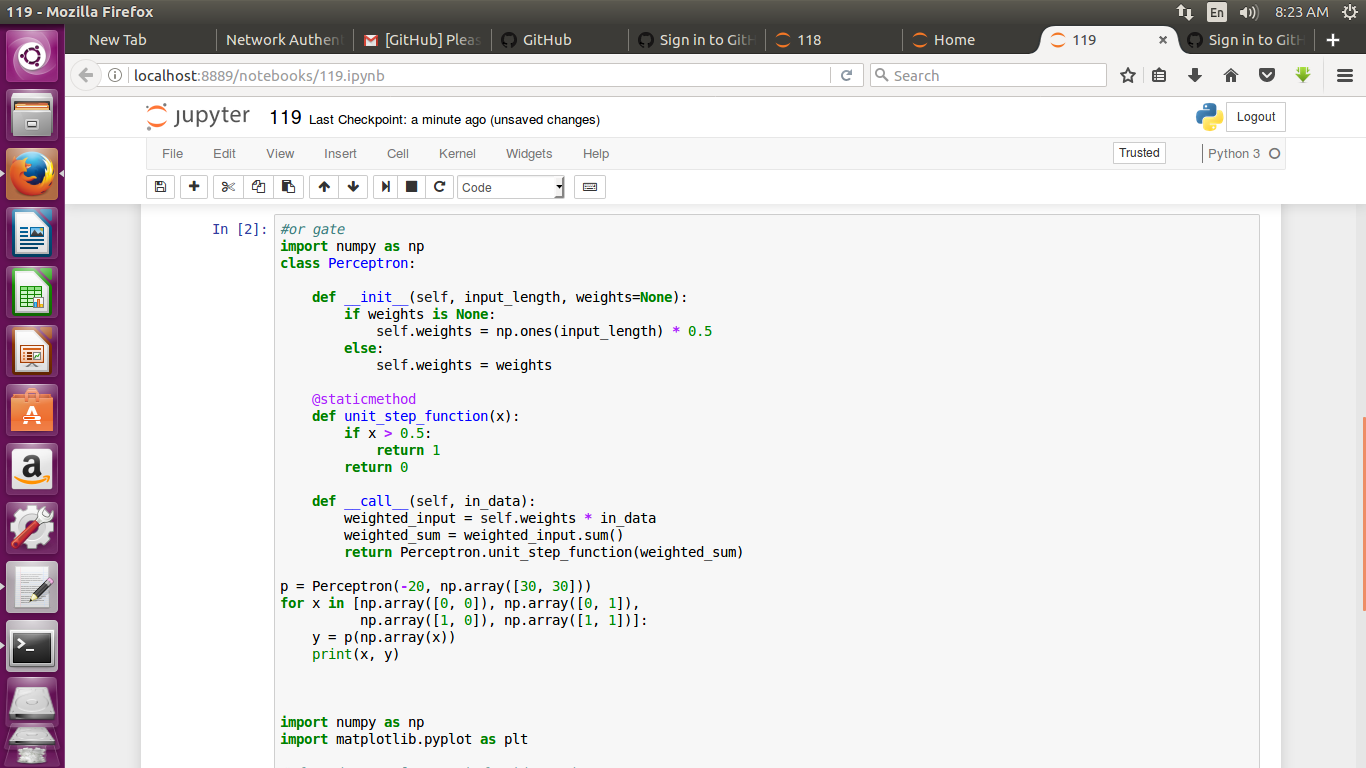 119 - Mozilla Firefox
En
8:23 AM
New Tab
Network Authen
[GitHub] Pleas
GitHub
Sign in to GitH
118
Home
119
Sign in to GitH
localhost:8889/notebooks/119.ipynb
Search
jupyter 119 Last Checkpoint: a minute ago (unsaved changes)
Logout
File Edit View Insert Cell Kernel Widgets Help
Trusted
Python 3
Code
In [2]:
#or gate
import numpy as np
class Perceptron:
    def __init__(self, input_length, weights=None):
        if weights is None:
            self.weights = np.ones(input_length) * 0.5
        else:
            self.weights = weights
    @staticmethod
    def unit_step_function(x):
        if x > 0.5:
            return 1
        return 0
    def __call__(self, in_data):
        weighted_input = self.weights * in_data
        weighted_sum = weighted_input.sum()
        return Perceptron.unit_step_function(weighted_sum)
p = Perceptron(-20, np.array([30, 30]))
for x in [np.array([0, 0]), np.array([0, 1]),
          np.array([1, 0]), np.array([1, 1])]:
    y = p(np.array(x))
    print(x, y)
import numpy as np
import matplotlib.pyplot as plt